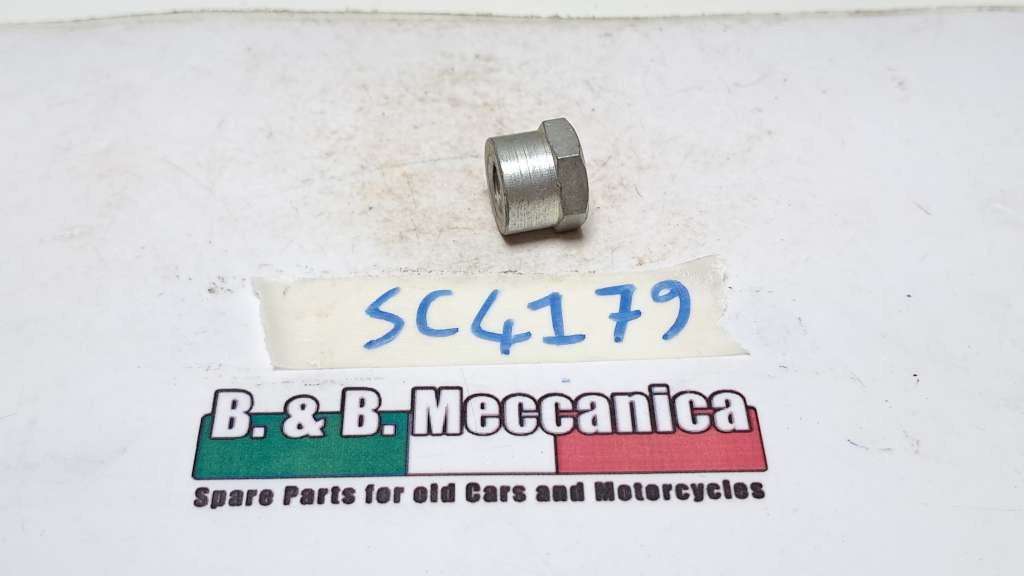 SC4179
B. & B. Meccanica
Spare Parts for old Cars and Motorcycles